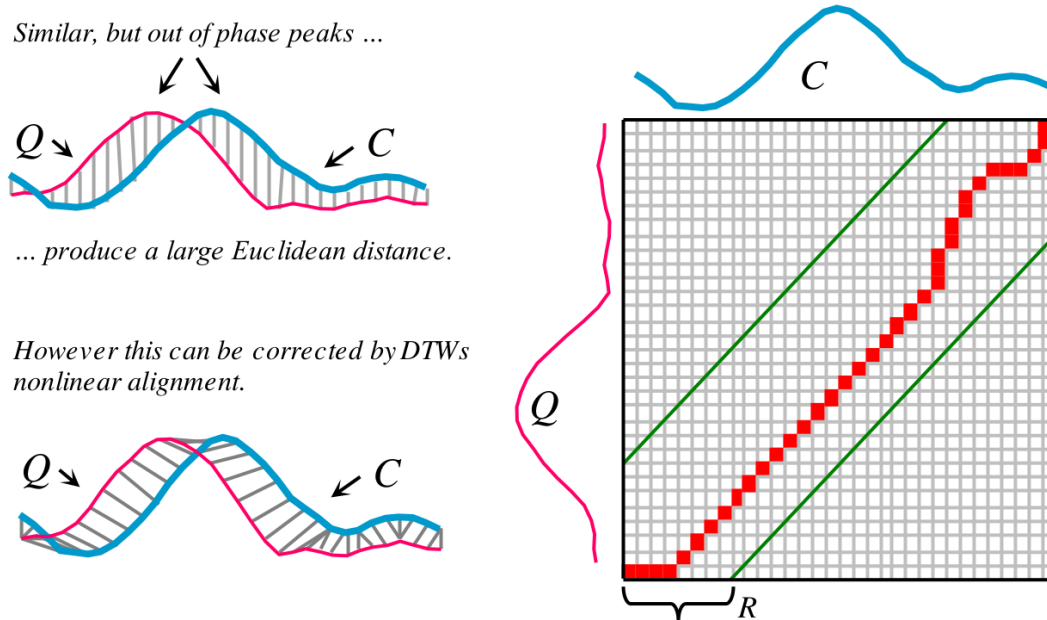 Similar, but out of phase peaks ...
Q
C
... produce a large Euclidean distance.
However this can be corrected by DTWs
nonlinear alignment.
Q
C
C
Q
R